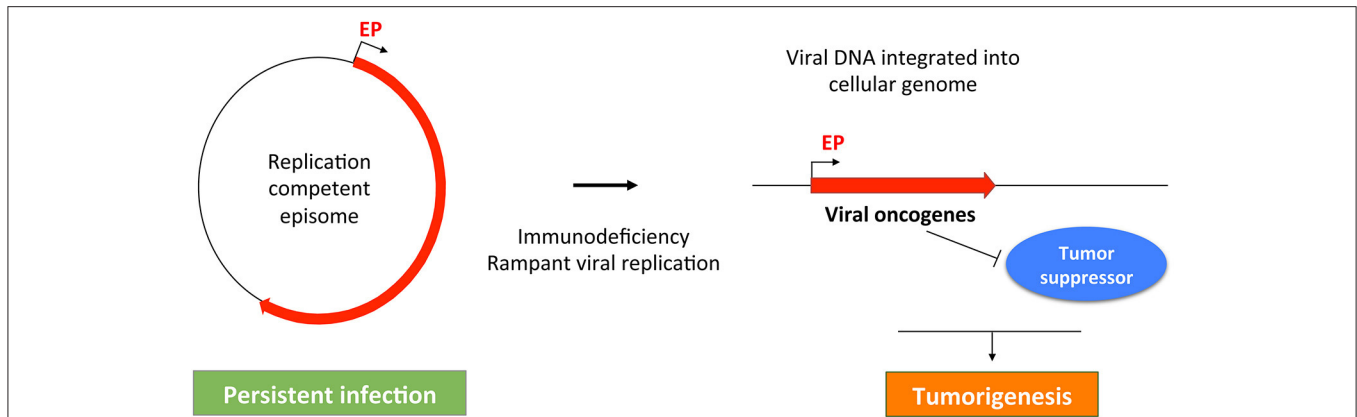 EP
Replication
competent
episome
Persistent infection
Immunodeficiency
Rampant viral replication
Viral DNA integrated into
cellular genome
EP
Viral oncogenes
Tumor
suppressor
Tumorigenesis